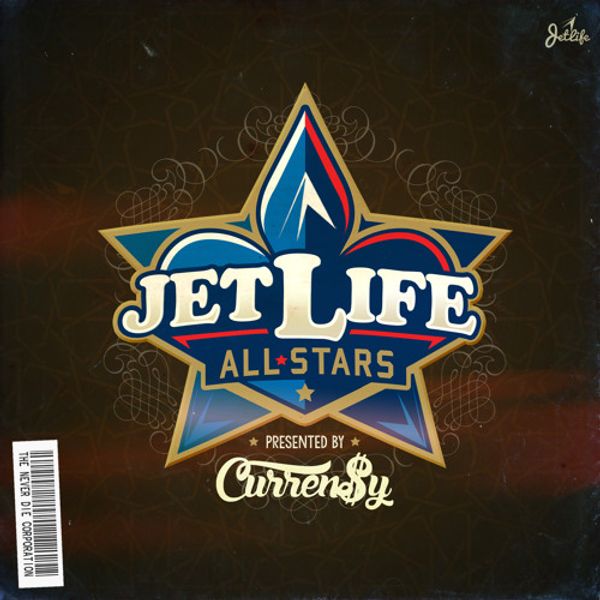 Jetlife
JET LIFE
ALL★STARS
★ PRESENTED BY ★
Curren$y
THE NEVER DIE CORPORATION